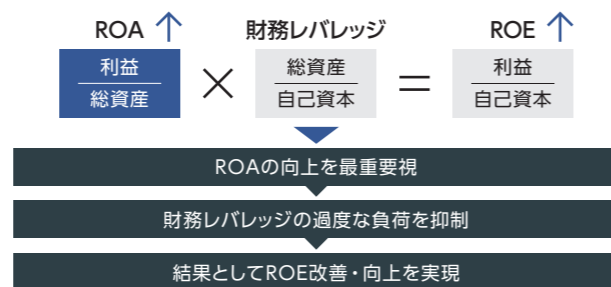 ROA ↑ 財務レバレッジ ROE ↑
利益 総資産 利益
× =
総資産 自己資本 自己資本
ROAの向上を最重要視
財務レバレッジの過度な負荷を抑制
結果としてROE改善・向上を実現